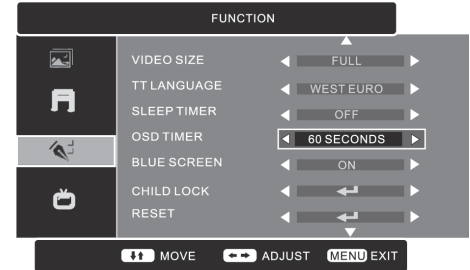 FUNCTION
VIDEO SIZE FULL
TT LANGUAGE WEST EURO
SLEEP TIMER OFF
OSD TIMER 60 SECONDS
BLUE SCREEN ON
CHILD LOCK
RESET
MOVE ADJUST MENU EXIT